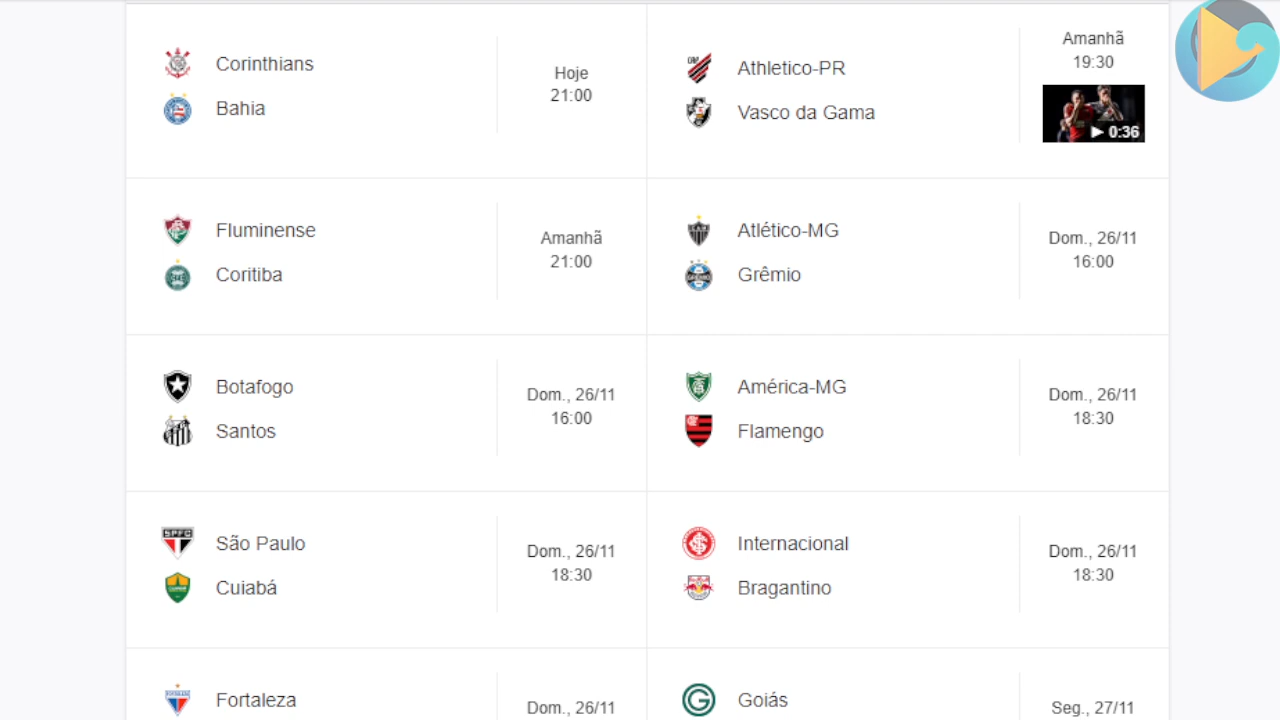 Corinthians
Bahia
Hoje
21:00
Athletico-PR
Vasco da Gama
Amanhã
19:30
0:36
Fluminense
Coritiba
Amanhã
21:00
Atlético-MG
Grêmio
Dom., 26/11
16:00
Botafogo
Santos
Dom., 26/11
16:00
América-MG
Flamengo
Dom., 26/11
18:30
SPFC
São Paulo
Cuiabá
Dom., 26/11
18:30
Internacional
Bragantino
Dom., 26/11
18:30
Fortaleza
Dom., 26/11
Goiás
Seg., 27/11